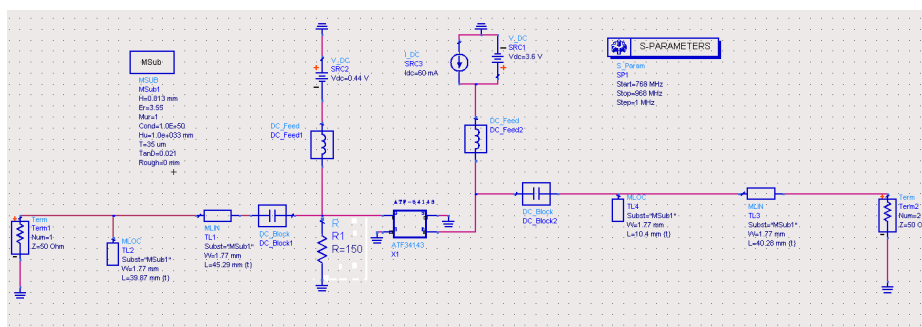 MSub
MSUB
MSub1
H=0.813 mm
Er=3.55
Mur=1
Cond=1.0E+50
Hu=1.0e+033 mm
T=35 um
TanD=0.021
Rough=0 mm
V_DC
SRC2
Vdc=0.44 V
DC_Feed
DC_Feed1
I_DC
SRC3
Idc=60 mA
V_DC
SRC1
Vdc=3.6 V
DC_Feed
DC_Feed2
S-PARAMETERS
S_Param
SP1
Start=768 MHz
Stop=968 MHz
Step=1 MHz
Term
Term1
Num=1
Z=50 Ohm
MLOC
TL2
Subst="MSub1"
W=1.77 mm
L=39.87 mm {t}
MLIN
TL1
Subst="MSub1"
W=1.77 mm
L=45.29 mm {t}
DC_Block
DC_Block1
R
R1
R=150
ATF34143
X1
DC_Block
DC_Block2
MLOC
TL4
Subst="MSub1"
W=1.77 mm
L=10.4 mm {t}
MLIN
TL3
Subst="MSub1"
W=1.77 mm
L=40.28 mm {t}
Term
Term2
Num=2
Z=50 O